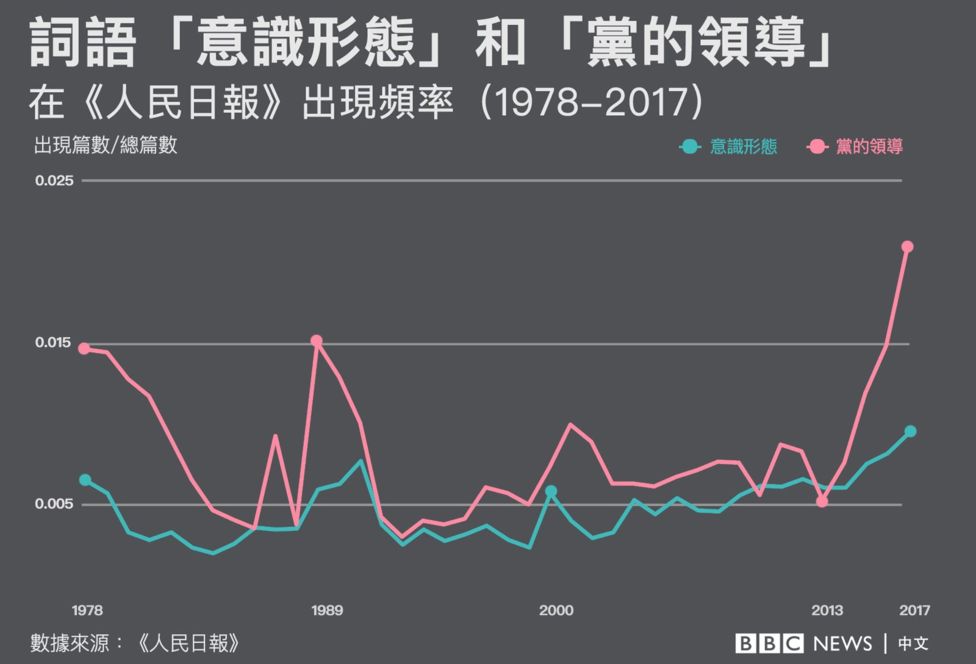 詞語「意識形態」和「黨的領導」
在《人民日報》出現頻率（1978–2017）
出現篇數/總篇數
意識形態 黨的領導
0.025
0.015
0.005
1978 1989 2000 2013 2017
數據來源：《人民日報》
BBC NEWS | 中文